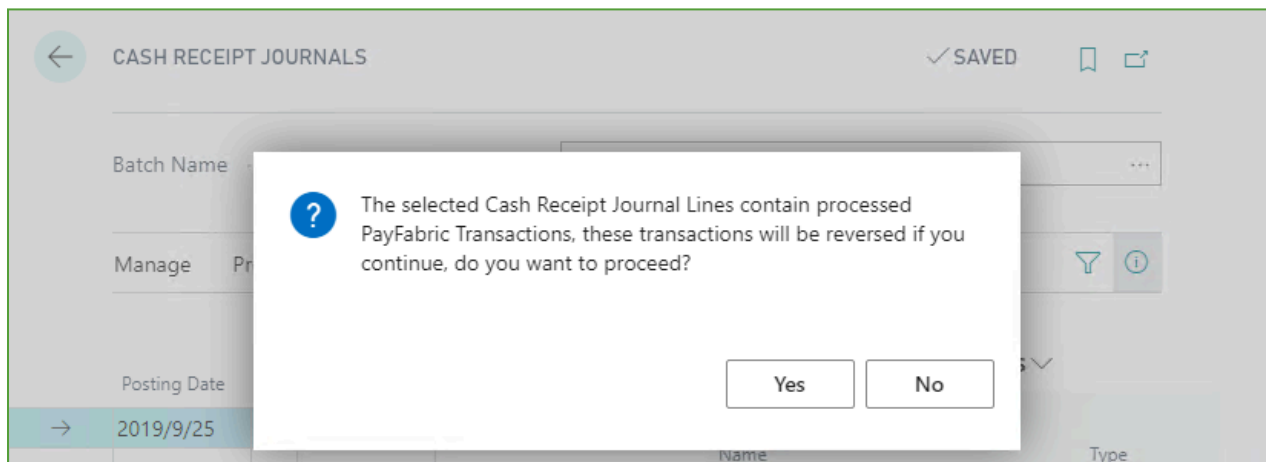 CASH RECEIPT JOURNALS
SAVED
Batch Name
The selected Cash Receipt Journal Lines contain processed
PayFabric Transactions, these transactions will be reversed if you
continue, do you want to proceed?
Manage
Yes
No
Posting Date
2019/9/25
Name
Type